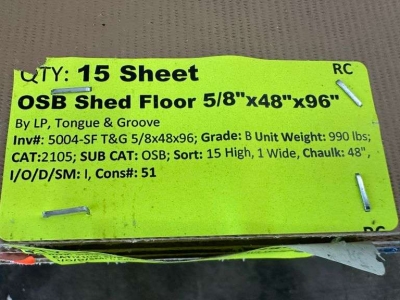 QTY: 15 Sheet
RC
OSB Shed Floor 5/8"x48"x96"
By LP, Tongue & Groove
Inv#: 5004-SF T&G 5/8x48x96; Grade: B Unit Weight: 990 lbs;
CAT:2105; SUB CAT: OSB; Sort: 15 High, 1 Wide, Chaulk: 48",
I/O/D/SM: I, Cons#: 51